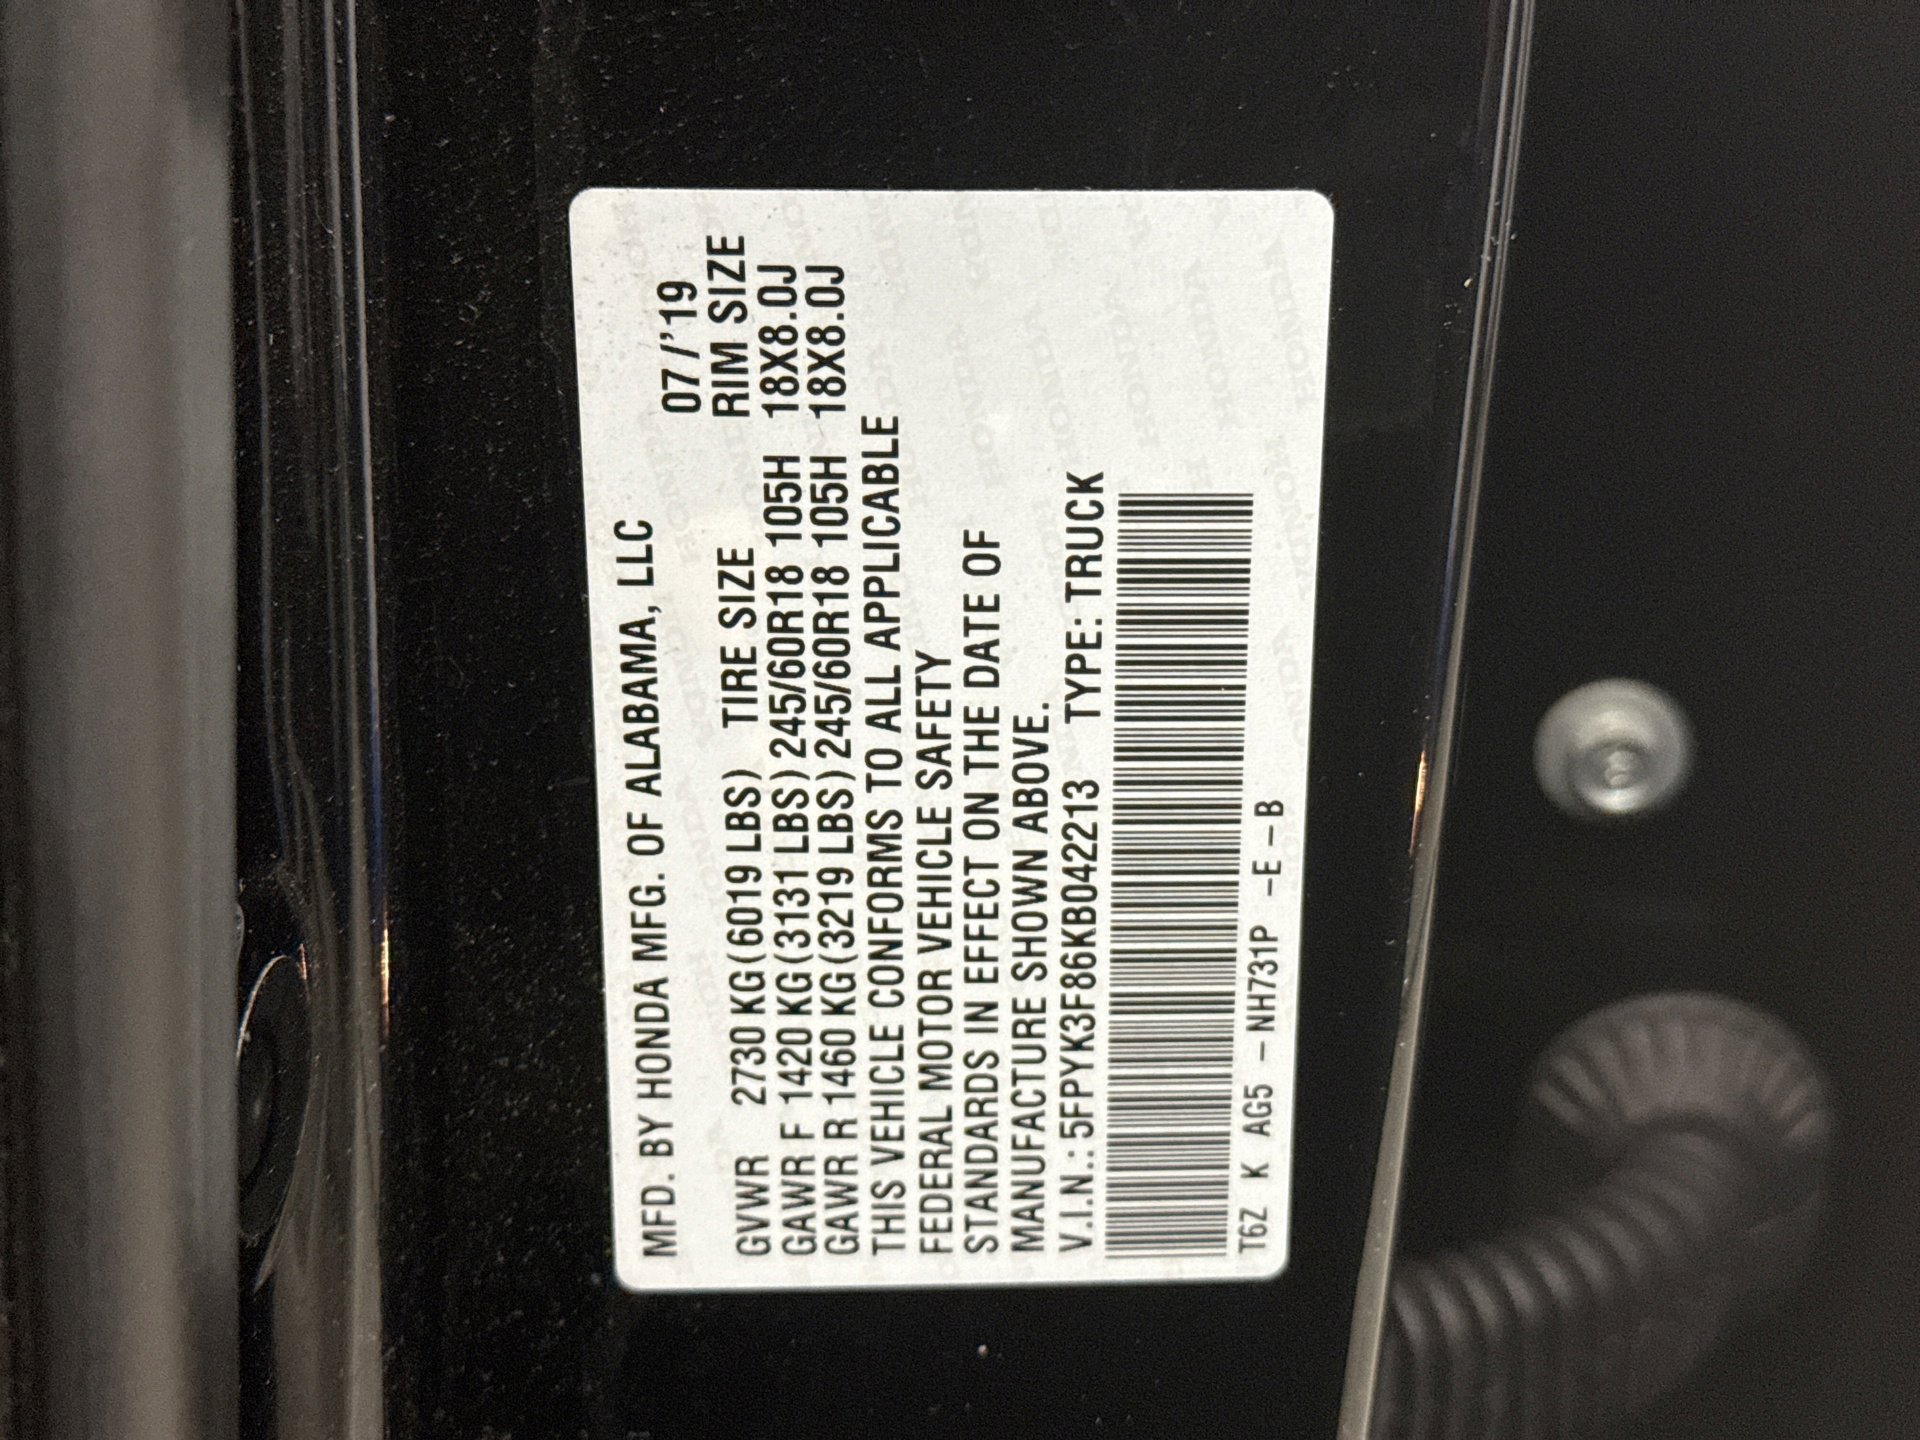 MFD. BY HONDA MFG. OF ALABAMA, LLC
07/'19
GVWR 2730 KG (6019 LBS) TIRE SIZE RIM SIZE
GAWR F 1420 KG (3131 LBS) 245/60R18 105H 18X8.0J
GAWR R 1460 KG (3219 LBS) 245/60R18 105H 18X8.0J
THIS VEHICLE CONFORMS TO ALL APPLICABLE
FEDERAL MOTOR VEHICLE SAFETY
STANDARDS IN EFFECT ON THE DATE OF
MANUFACTURE SHOWN ABOVE.
V.I.N.: 5FPYK3F86KB042213 TYPE: TRUCK
T6Z K AG5 – NH731P – E – B